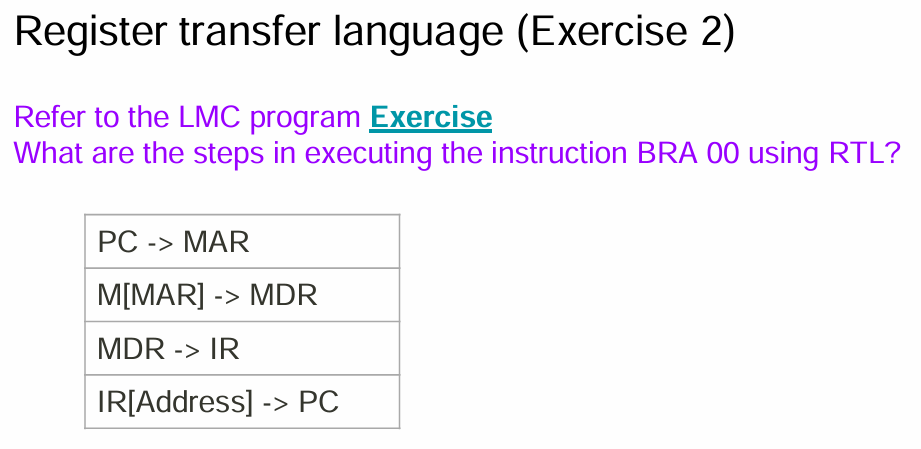 Register transfer language (Exercise 2)
Refer to the LMC program Exercise
What are the steps in executing the instruction BRA 00 using RTL?
PC -> MAR
M[MAR] -> MDR
MDR -> IR
IR[Address] -> PC